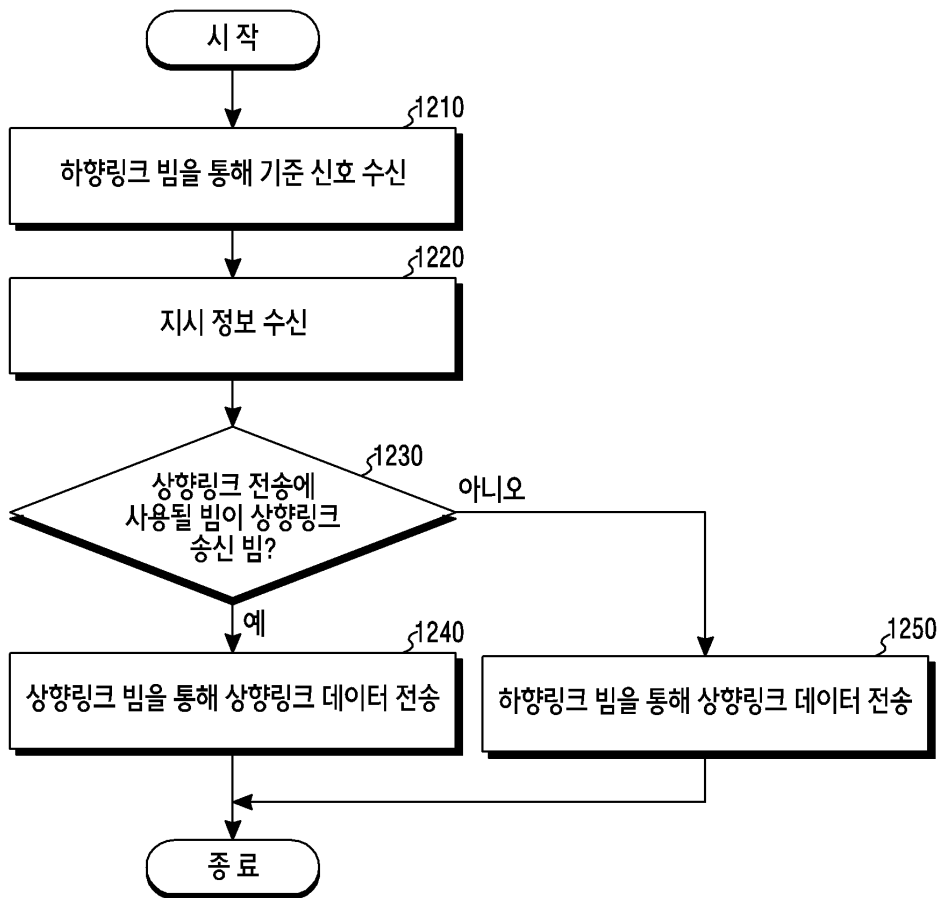 시 작
1210
하향링크 빔을 통해 기준 신호 수신
1220
지시 정보 수신
1230
상향링크 전송에
사용될 빔이 상향링크
송신 빔?
아니오
예
1240
상향링크 빔을 통해 상향링크 데이터 전송
1250
하향링크 빔을 통해 상향링크 데이터 전송
종 료